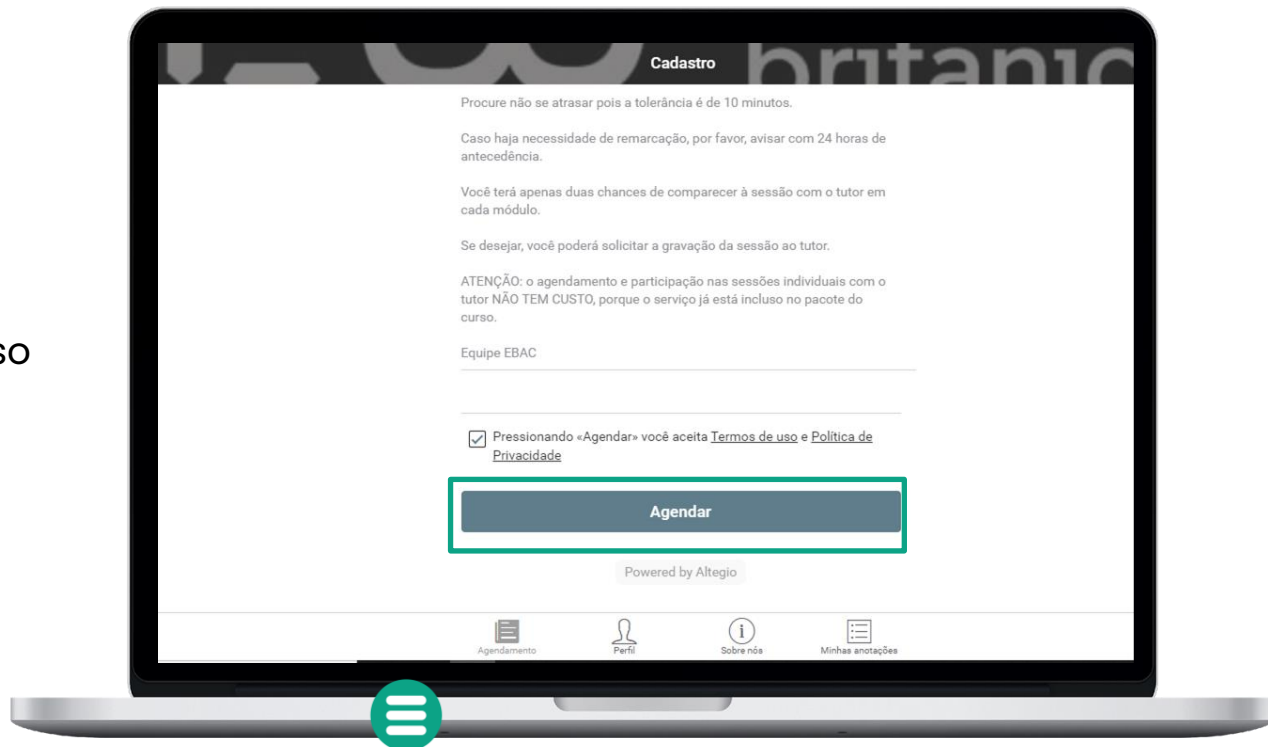 Cadastro
britanic
Procure não se atrasar pois a tolerância é de 10 minutos.
Caso haja necessidade de remarcação, por favor, avisar com 24 horas de
antecedência.
Você terá apenas duas chances de comparecer à sessão com o tutor em
cada módulo.
Se desejar, você poderá solicitar a gravação da sessão ao tutor.
ATENÇÃO: o agendamento e participação nas sessões individuais com o
tutor NÃO TEM CUSTO, porque o serviço já está incluso no pacote do
curso.
so
Equipe EBAC
Pressionando «Agendar» você aceita Termos de uso e Política de
Privacidade
Agendar
Powered by Altegio
Agendamento
Perfil
Sobre nós
Minhas anotações